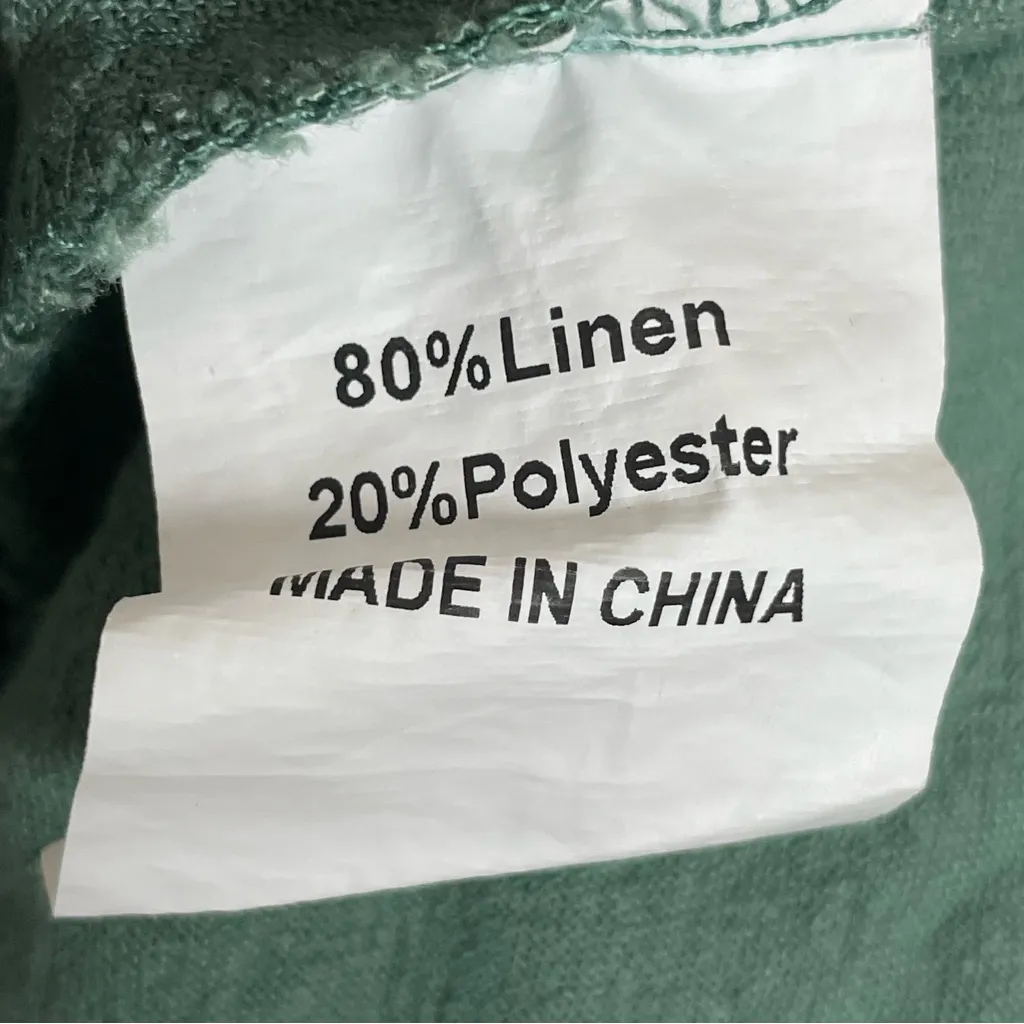 80%Linen
20%Polyester
MADE IN CHINA